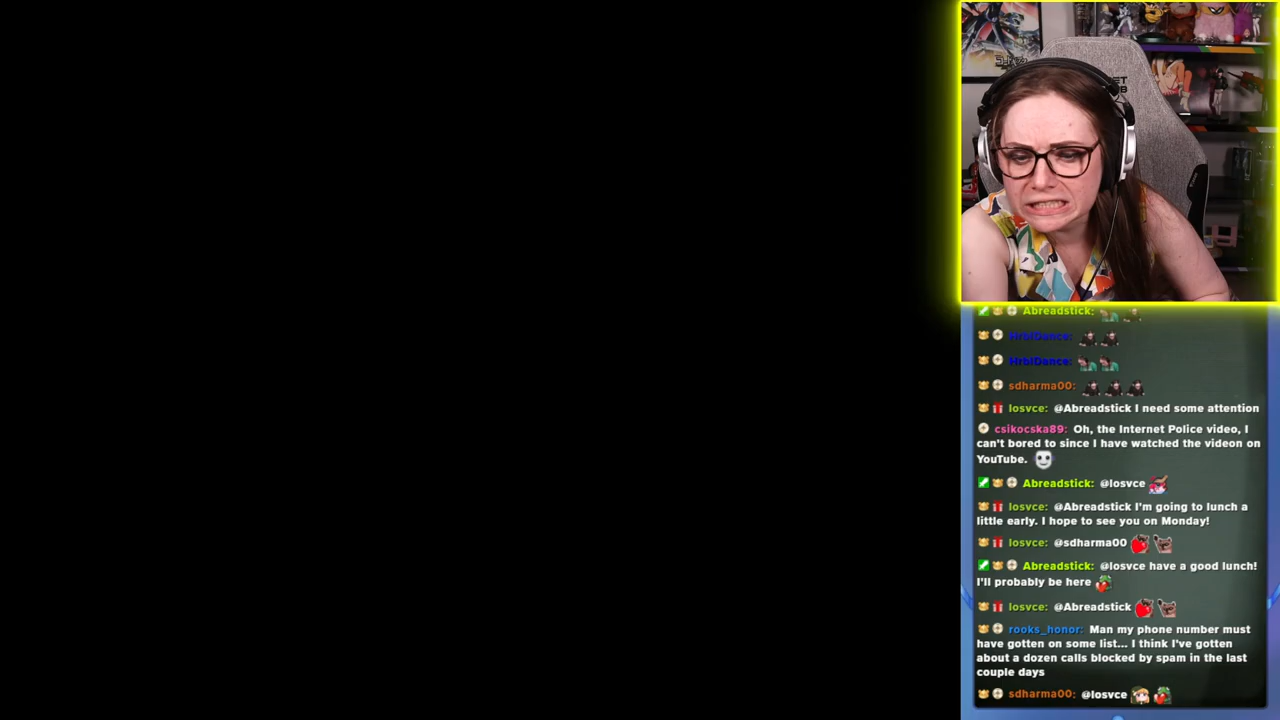 Abreadstick:
HrblDance:
HrblDance:
sdharma00:
losvce: @Abreadstick I need some attention
csikocska89: Oh, the Internet Police video, I
can't bored to since I have watched the videon on
YouTube.
Abreadstick: @losvce
losvce: @Abreadstick I'm going to lunch a
little early. I hope to see you on Monday!
losvce: @sdharma00
Abreadstick: @losvce have a good lunch!
I'll probably be here
losvce: @Abreadstick
rooks_honor: Man my phone number must
have gotten on some list... I think I've gotten
about a dozen calls blocked by spam in the last
couple days
sdharma00: @losvce